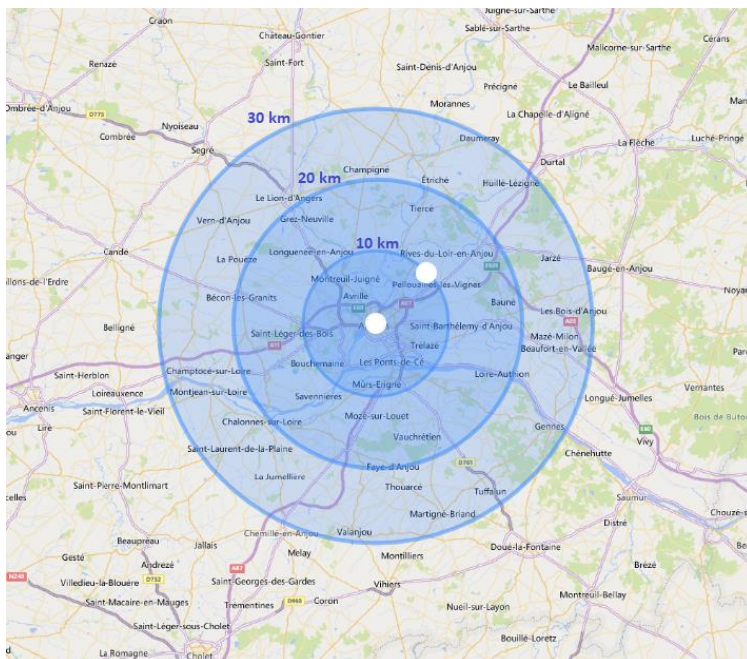 Juigné-sur-Sarthe
Craon
Sablé-sur-Sarthe
Cérans
Château-Gontier
Malicorne-sur-Sarthe
Renazé
Saint-Fort
Saint-Denis-d'Anjou
Précigné
Le Bailleul
Ombrée-d'Anjou
Morannes
La Chapelle-d'Aligné
D775
30 km
Nyoiseau
Combrée
Daumeray
La Flèche
Luché-Pringé
Segré
Durtal
Champigné
20 km
Étriché
Huillé-Lézigné
Le Lion-d'Angers
Tiercé
Vern-d'Anjou
Grez-Neuville
10 km
Candé
Longuenée-en-Anjou
Rives-du-Loir-en-Anjou
La Pouëze
Jarzé
Baugé-en-Anjou
Montreuil-Juigné
Pellouailles-les-Vignes
Bécon-les-Granits
Avrillé
Baune
Les Bois-d'Anjou
Belligné
Saint-Barthélemy-d'Anjou
Saint-Léger-des-Bois
Mazé-Milon
A11
Trélazé
Beaufort-en-Vallée
Bouchemaine
Les Ponts-de-Cé
Saint-Herblon
Champtocé-sur-Loire
Loire-Authion
Mûrs-Erigné
Vernantes
Loireauxence
Montjean-sur-Loire
Savennières
Longué-Jumelles
Ancenis
Saint-Florent-le-Vieil
Mozé-sur-Louet
Liré
Chalonnes-sur-Loire
Gennes
Vauchrétien
Vivy
Saint-Laurent-de-la-Plaine
Chênehutte
Faye-d'Anjou
D761
La Jumellière
Saint-Pierre-Montlimart
Thouarcé
Tuffalun
Saumur
Martigné-Briand
Distré
Chemillé-en-Anjou
Valanjou
Beaupreau
Jallais
Doué-la-Fontaine
Gesté
Andrezé
Melay
Montilliers
Brézé
A87
N249
Villedieu-la-Blouère
D752
Saint-Georges-des-Gardes
Vihiers
Montreuil-Bellay
Saint-Macaire-en-Mauges
Trémentines
D960
Coron
Nueil-sur-Layon
Saint-Léger-sous-Cholet
Bouillé-Loretz
La Romagne
Cholet